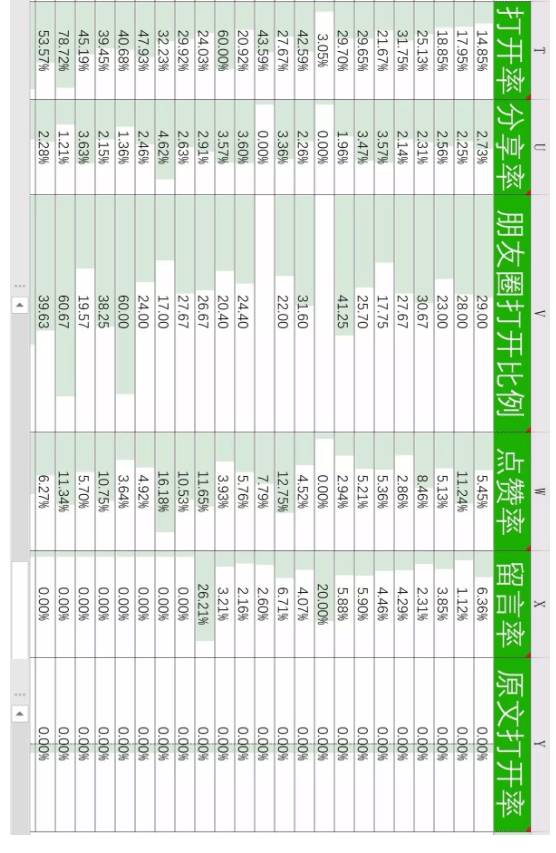 T U V W X Y
打开率 分享率 朋友圈打开比例 点赞率 留言率 原文打开率
14.85% 2.73% 29.00 5.45% 6.36% 0.00%
17.95% 2.25% 28.00 11.24% 1.12% 0.00%
18.85% 2.56% 23.00 5.13% 3.85% 0.00%
25.13% 2.31% 30.67 8.46% 2.31% 0.00%
31.75% 2.14% 27.67 2.86% 4.29% 0.00%
21.67% 3.57% 17.75 5.36% 4.46% 0.00%
29.65% 3.47% 25.70 5.21% 5.90% 0.00%
29.70% 1.96% 41.25 2.94% 5.88% 0.00%
3.05% 0.00% 0.00% 20.00% 0.00%
42.59% 2.26% 31.60 4.52% 4.07% 0.00%
27.67% 3.36% 22.00 12.75% 6.71% 0.00%
43.59% 0.00% 7.79% 2.60% 0.00%
20.92% 3.60% 24.40 5.76% 2.16% 0.00%
60.00% 3.57% 20.40 3.93% 3.21% 0.00%
24.03% 2.91% 26.67 11.65% 26.21% 0.00%
29.92% 2.63% 27.67 10.53% 0.00% 0.00%
32.23% 4.62% 17.00 16.18% 0.00% 0.00%
47.93% 2.46% 24.00 4.92% 0.00% 0.00%
40.68% 1.36% 60.00 3.64% 0.00% 0.00%
39.45% 2.15% 38.25 10.75% 0.00% 0.00%
45.19% 3.63% 19.57 5.70% 0.00% 0.00%
78.72% 1.21% 60.67 11.34% 0.00% 0.00%
53.57% 2.28% 39.63 6.27% 0.00% 0.00%